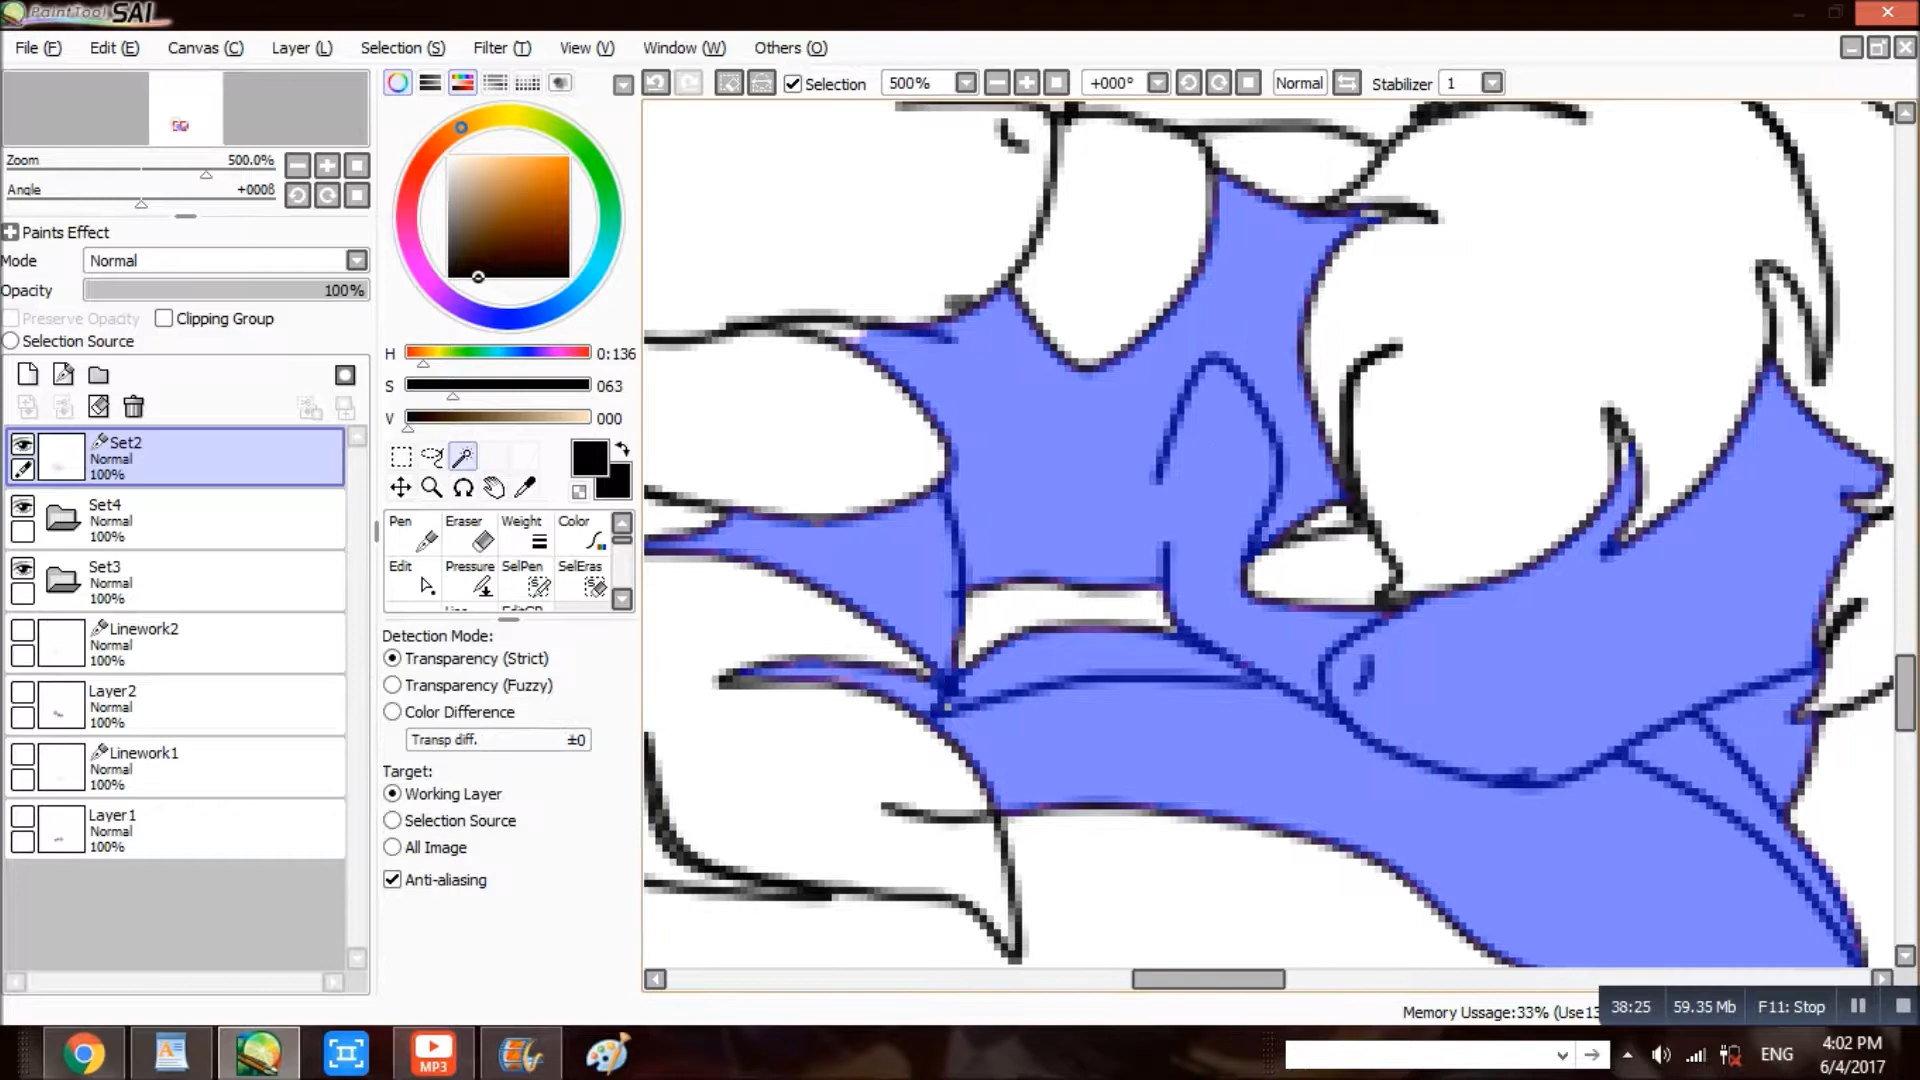 PaintTool SAI
File (F) Edit (E) Canvas (C) Layer (L) Selection (S) Filter (T) View (V) Window (W) Others (O)
Selection 500% +000° Normal Stabilizer 1
Zoom 500.0%
Angle +000ß
Paints Effect
Mode Normal
Opacity 100%
Preserve Opacity Clipping Group
Selection Source
Set2
Normal
100%
Set4
Normal
100%
Set3
Normal
100%
Linework2
Normal
100%
Layer2
Normal
100%
Linework1
Normal
100%
Layer1
Normal
100%
H 0:136
S 063
V 000
Pen Eraser Weight Color
Edit Pressure SelPen SelEras
Detection Mode:
Transparency (Strict)
Transparency (Fuzzy)
Color Difference
Transp diff. ±0
Target:
Working Layer
Selection Source
All Image
Anti-aliasing
Memory Ussage:33% (Use13
38:25 59.35 Mb F11: Stop
MP3
ENG
4:02 PM
6/4/2017